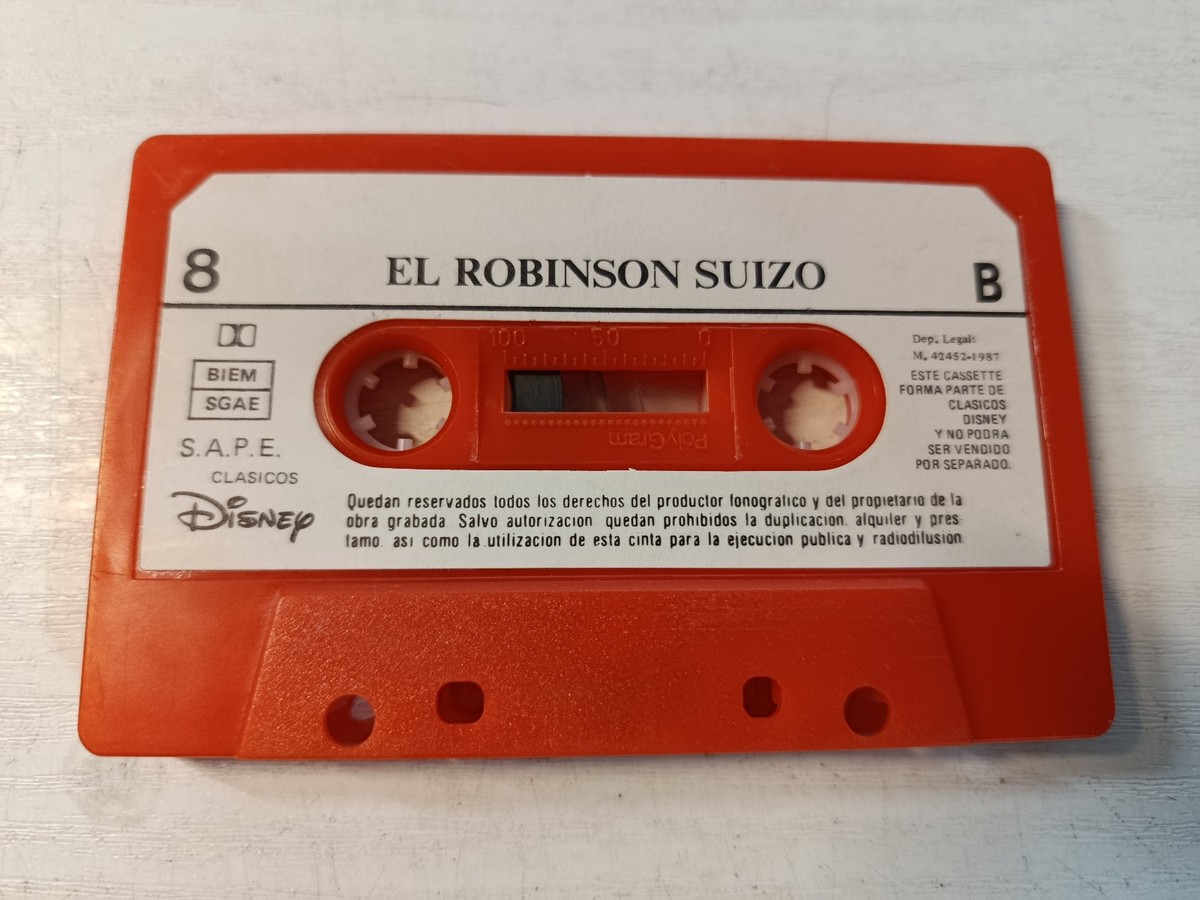 8 EL ROBINSON SUIZO B
BIEM
SGAE
S.A.P.E.
CLASICOS
Disney
100 50 0
PolyGram
Dep. Legal:
M. 42452-1987
ESTE CASSETTE
FORMA PARTE DE
CLASICOS
DISNEY
Y NO PODRA
SER VENDIDO
POR SEPARADO.
Quedan reservados todos los derechos del productor fonografico y del propietario de la
obra grabada. Salvo autorizacion, quedan prohibidos la duplicacion, alquiler y pres-
tamo, asi como la utilizacion de esta cinta para la ejecucion publica y radiodifusion